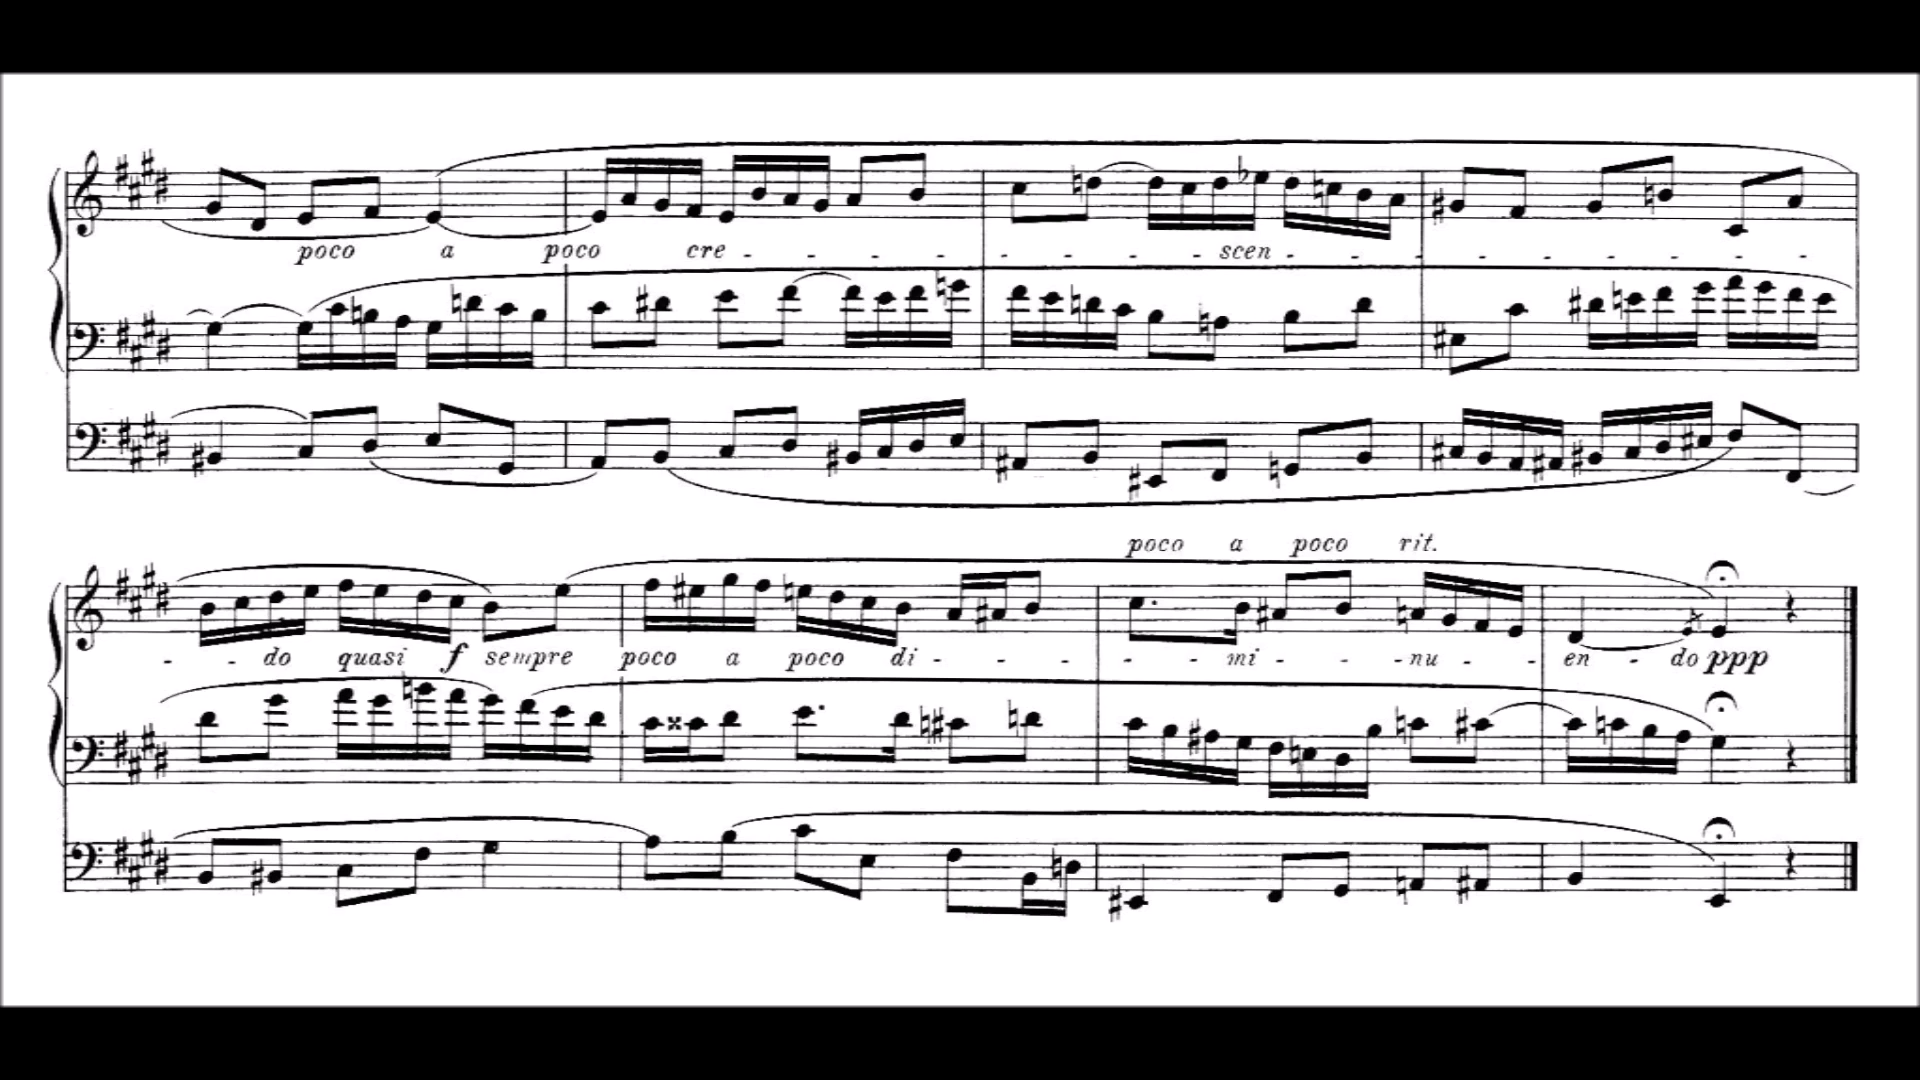 poco a poco cre - - - - - - - - scen - - - - - - - - -
poco a poco rit.
- - do quasi f sempre poco a poco di - - - - - mi - - - nu - - en - do ppp